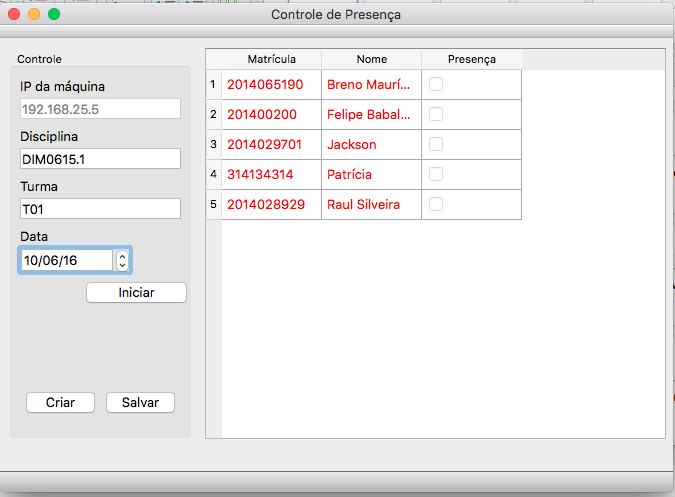 Controle de Presença
Controle
IP da máquina
192.168.25.5
Disciplina
DIM0615.1
Turma
T01
Data
10/06/16
Iniciar
Criar Salvar
Matrícula Nome Presença
1 2014065190 Breno Maurí...
2 201400200 Felipe Babal...
3 2014029701 Jackson
4 314134314 Patrícia
5 2014028929 Raul Silveira